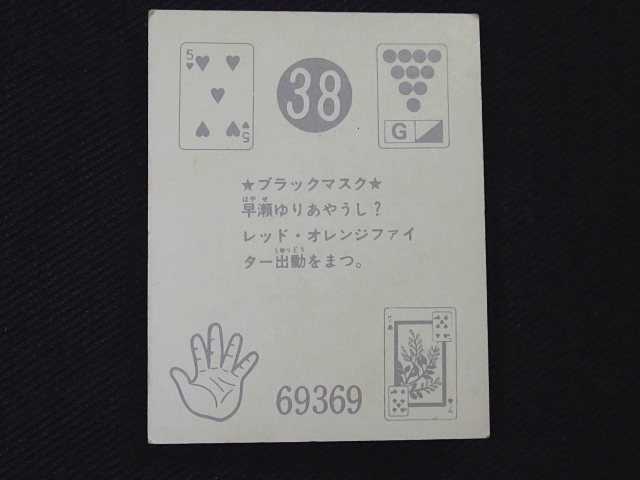 5
38
5
G
★ブラックマスク★
早瀬ゆりあやうし？
レッド・オレンジファイ
ター出動をまつ。
69369